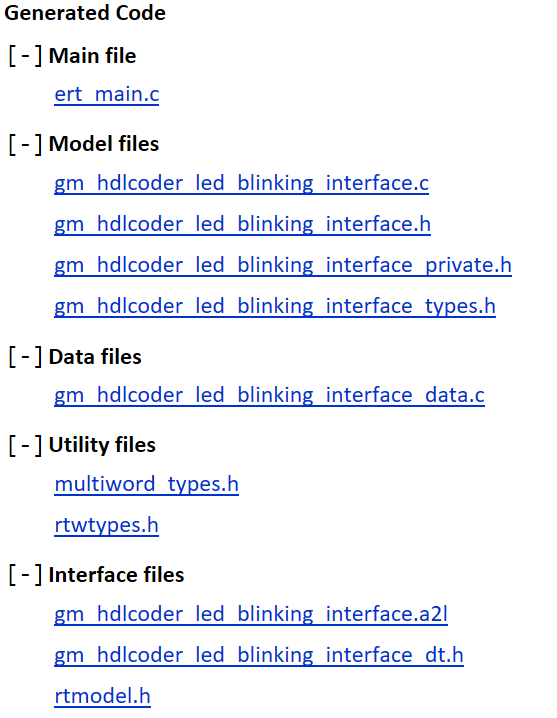 Generated Code
[-] Main file
ert_main.c
[-] Model files
gm_hdlcoder_led_blinking_interface.c
gm_hdlcoder_led_blinking_interface.h
gm_hdlcoder_led_blinking_interface_private.h
gm_hdlcoder_led_blinking_interface_types.h
[-] Data files
gm_hdlcoder_led_blinking_interface_data.c
[-] Utility files
multiword_types.h
rtwtypes.h
[-] Interface files
gm_hdlcoder_led_blinking_interface.a2l
gm_hdlcoder_led_blinking_interface_dt.h
rtmodel.h